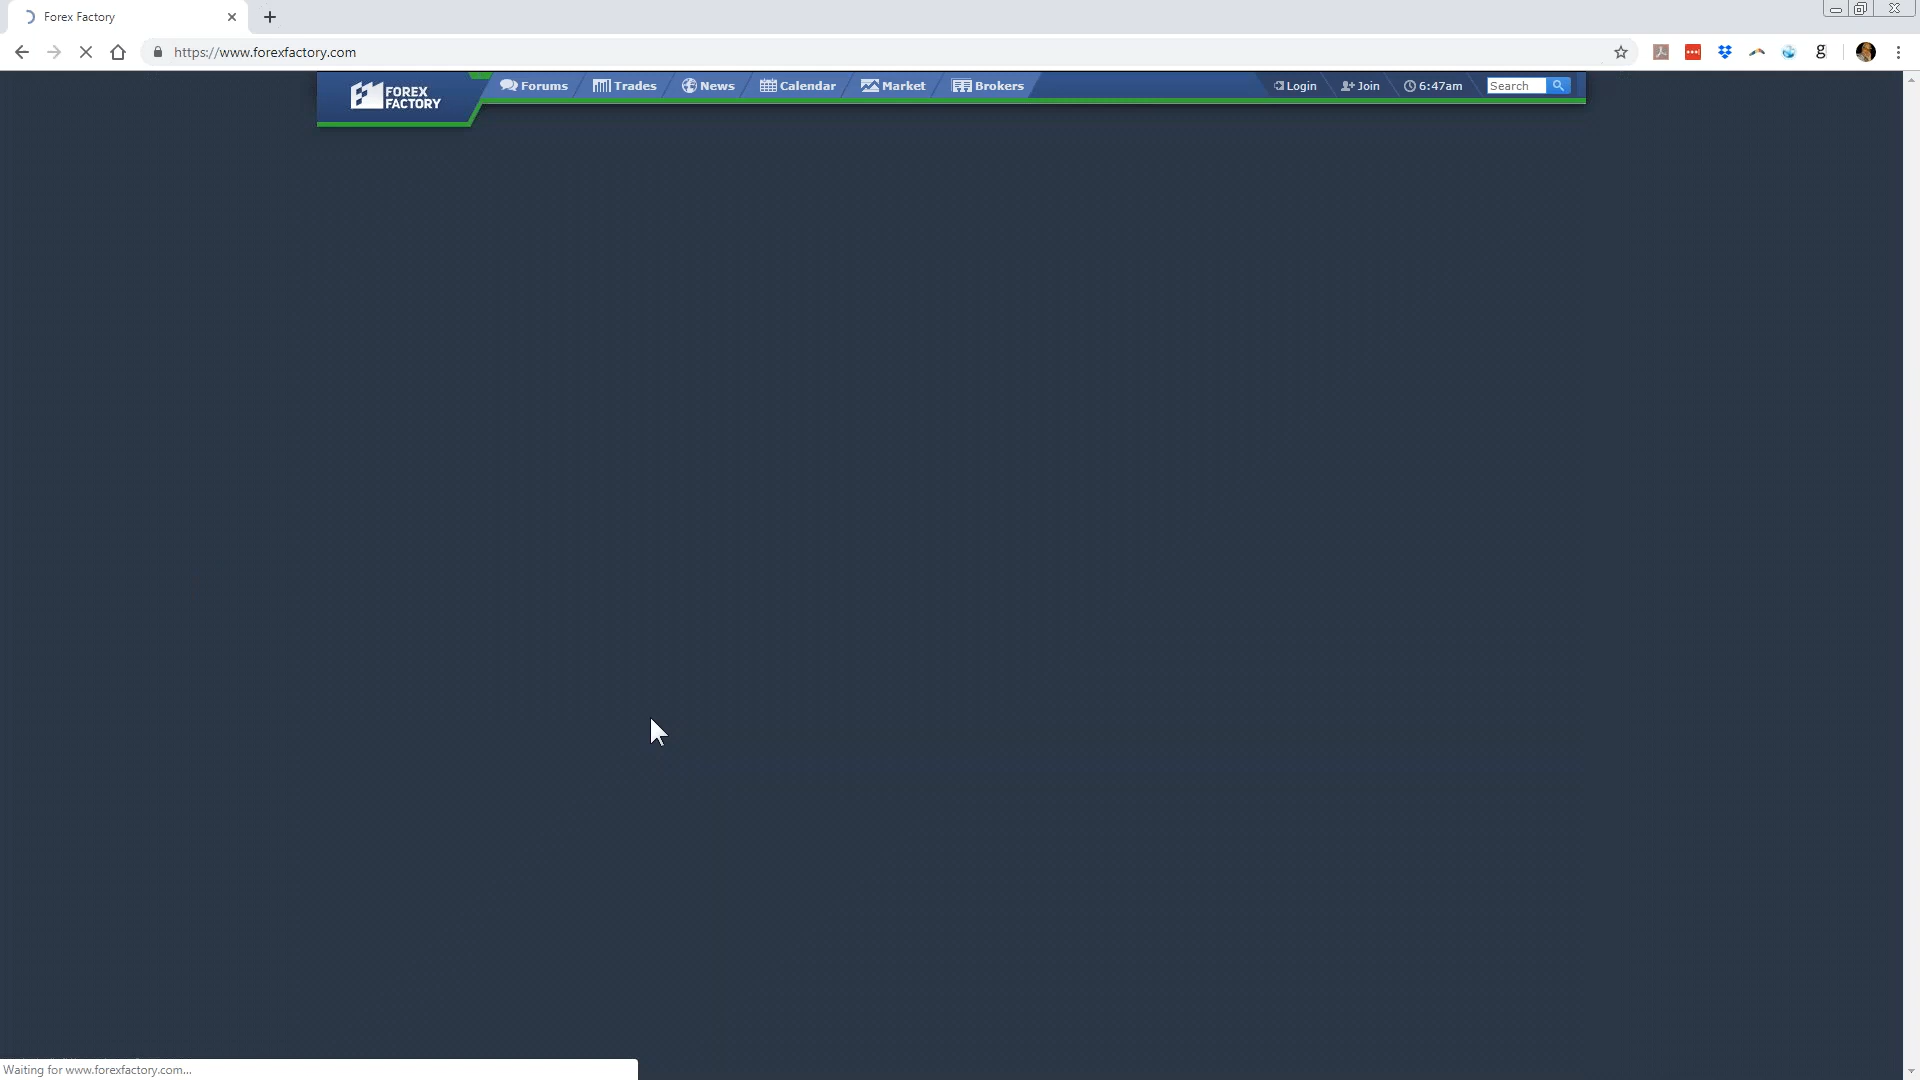 Forex Factory
https://www.forexfactory.com
FOREX
FACTORY
Forums
Trades
News
Calendar
Market
Brokers
Login
Join
6:47am
Search
Waiting for www.forexfactory.com...